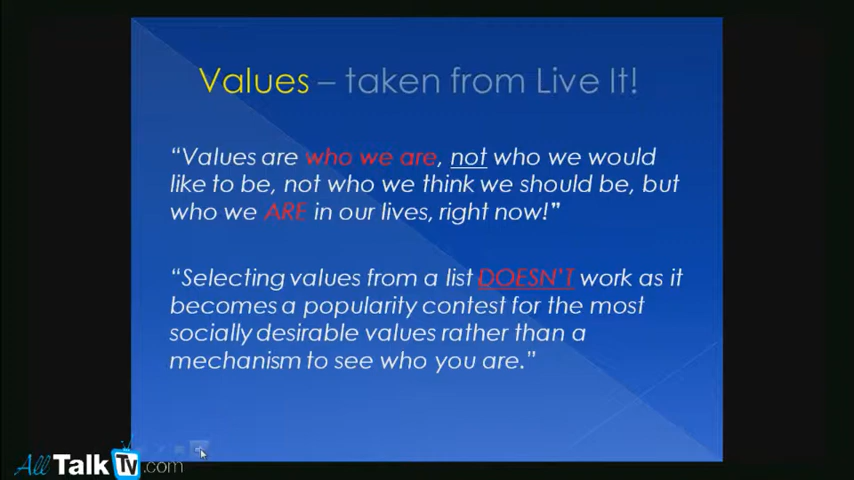 Values – taken from Live It!
“Values are who we are, not who we would
like to be, not who we think we should be, but
who we ARE in our lives, right now!”
“Selecting values from a list DOESN'T work as it
becomes a popularity contest for the most
socially desirable values rather than a
mechanism to see who you are.”
All Talk Tv.com